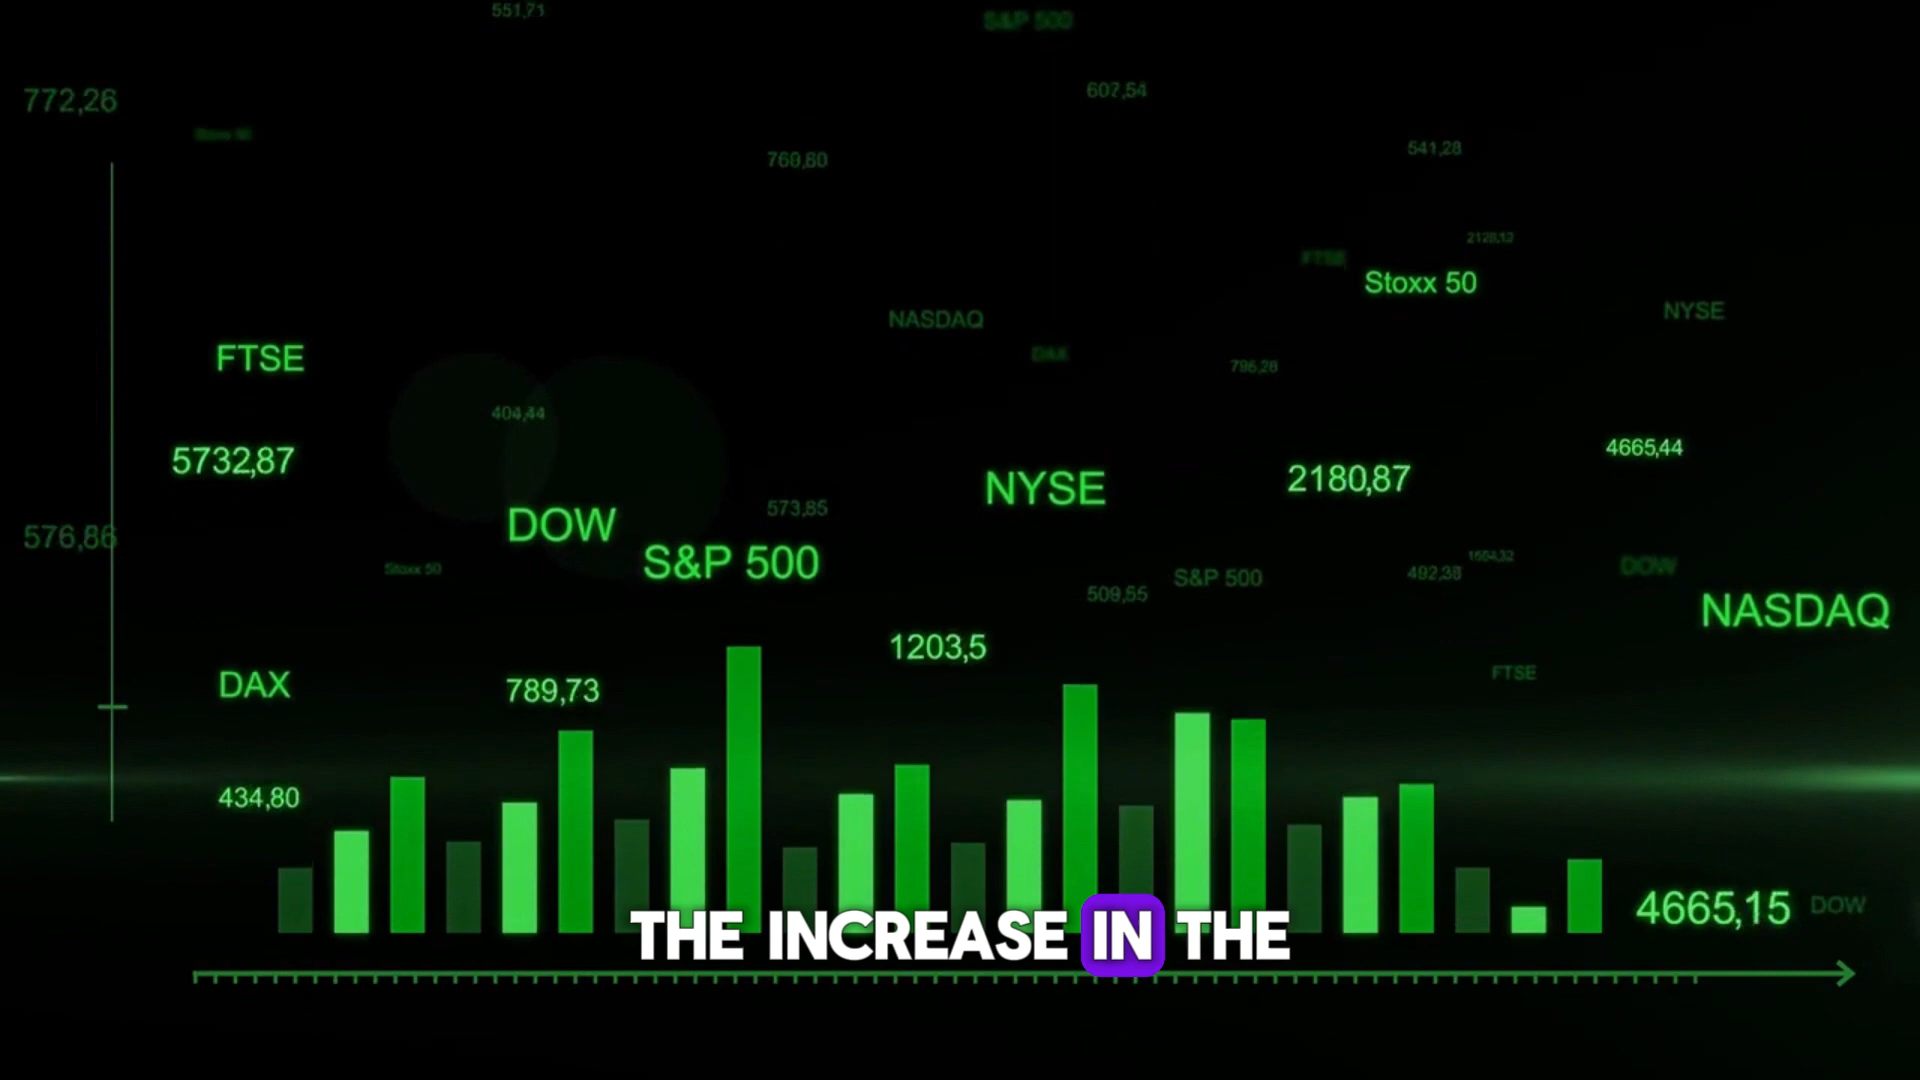 551,71
S&P 500
772,26
607,54
Stoxx 50
760,80
541,28
2128,12
FTSE
Stoxx 50
NASDAQ
NYSE
FTSE
DAX
796,28
404,44
5732,87
NYSE
2180,87
4665,44
DOW
573,85
576,86
S&P 500
Stoxx 50
509,55
S&P 500
492,38
DOW
NASDAQ
1203,5
FTSE
DAX
789,73
434,80
4665,15
DOW
THE INCREASE IN THE